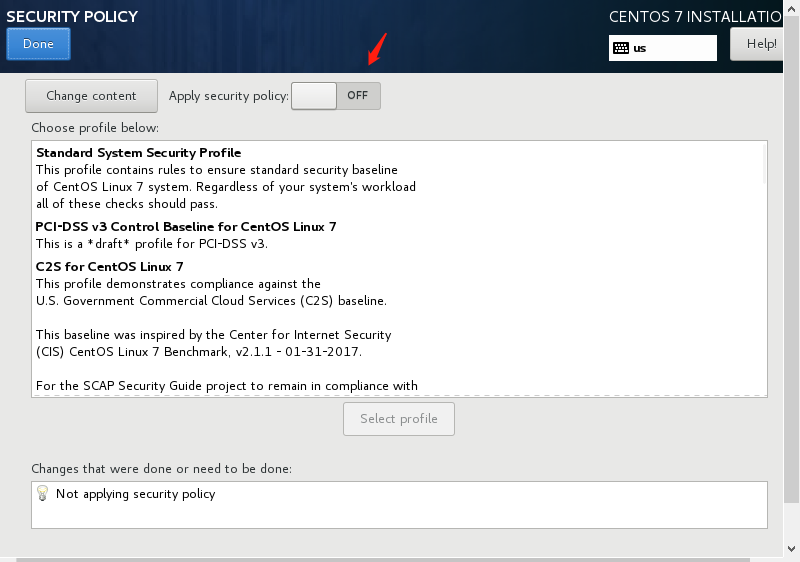 SECURITY POLICY
CENTOS 7 INSTALLATIO
Done
us
Help!
Change content
Apply security policy:
OFF
Choose profile below:
Standard System Security Profile
This profile contains rules to ensure standard security baseline
of CentOS Linux 7 system. Regardless of your system's workload
all of these checks should pass.
PCI-DSS v3 Control Baseline for CentOS Linux 7
This is a *draft* profile for PCI-DSS v3.
C2S for CentOS Linux 7
This profile demonstrates compliance against the
U.S. Government Commercial Cloud Services (C2S) baseline.
This baseline was inspired by the Center for Internet Security
(CIS) CentOS Linux 7 Benchmark, v2.1.1 - 01-31-2017.
For the SCAP Security Guide project to remain in compliance with
Select profile
Changes that were done or need to be done:
Not applying security policy